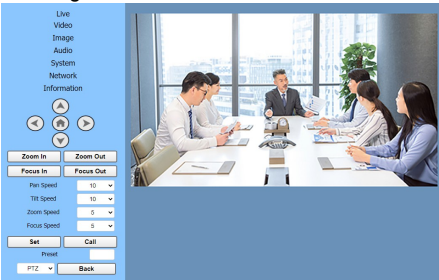 Live
Video
Image
Audio
System
Network
Information
Zoom In Zoom Out
Focus In Focus Out
Pan Speed 10
Tilt Speed 10
Zoom Speed 5
Focus Speed 5
Set Call
Preset
PTZ Back